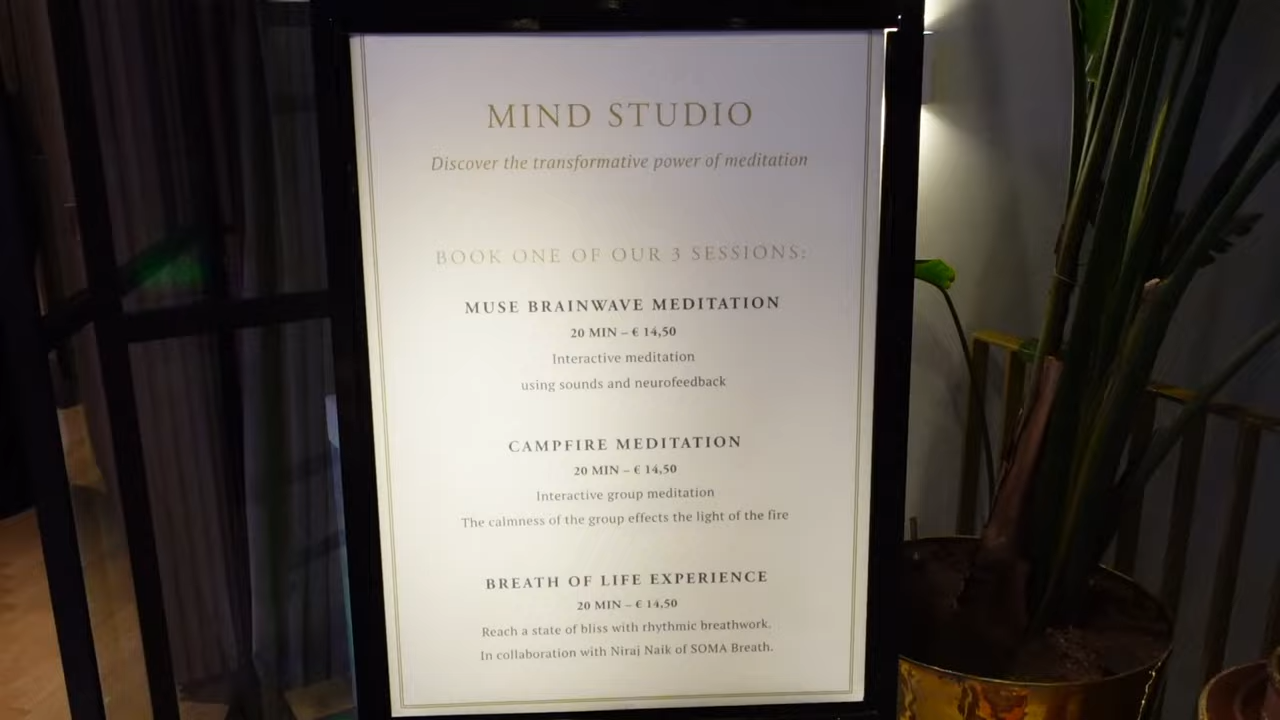 MIND STUDIO
Discover the transformative power of meditation
BOOK ONE OF OUR 3 SESSIONS:
MUSE BRAINWAVE MEDITATION
20 MIN – € 14,50
Interactive meditation
using sounds and neurofeedback
CAMPFIRE MEDITATION
20 MIN – € 14,50
Interactive group meditation
The calmness of the group effects the light of the fire
BREATH OF LIFE EXPERIENCE
20 MIN – € 14,50
Reach a state of bliss with rhythmic breathwork.
In collaboration with Niraj Naik of SOMA Breath.